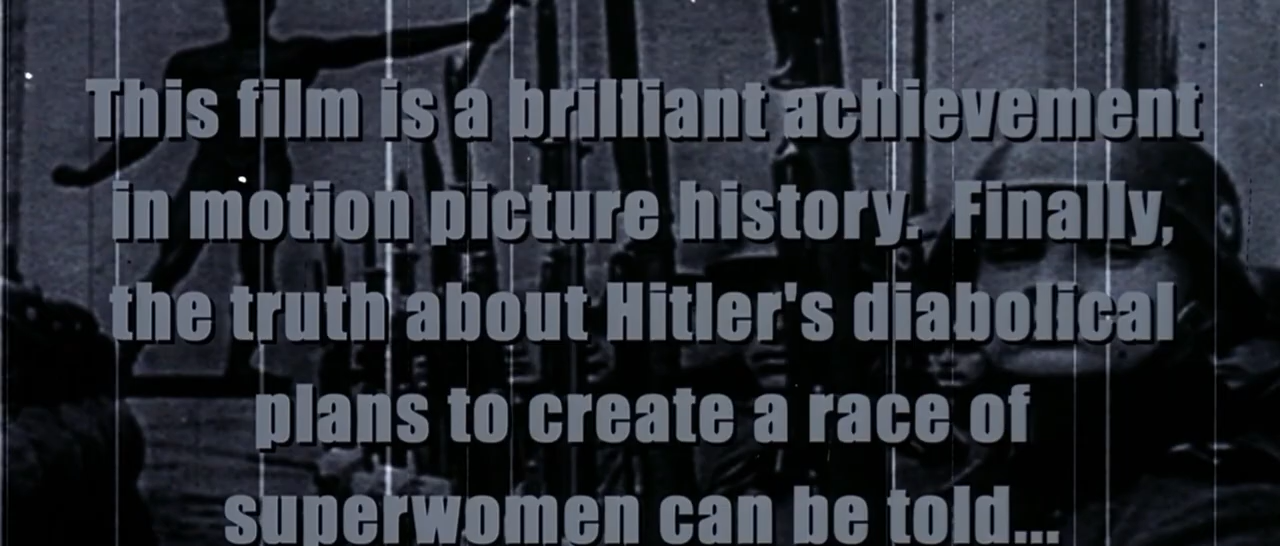 This film is a brilliant achievement
in motion picture history.  Finally,
the truth about Hitler's diabolical
plans to create a race of
superwomen can be told...